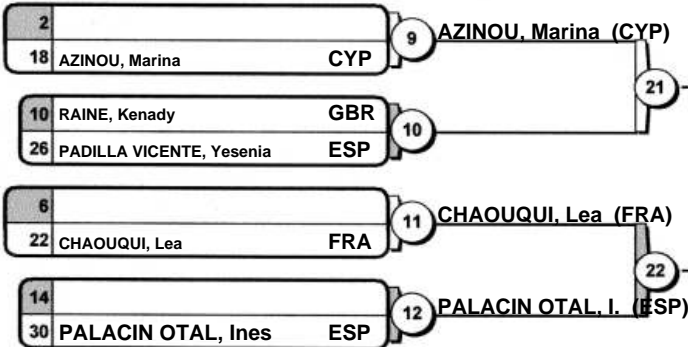 2
9 AZINOU, Marina (CYP)
18 AZINOU, Marina CYP
21
10 RAINE, Kenady GBR
10
26 PADILLA VICENTE, Yesenia ESP
6
11 CHAOUQUI, Lea (FRA)
22 CHAOUQUI, Lea FRA
22
14
12 PALACIN OTAL, I. (ESP)
30 PALACIN OTAL, Ines ESP